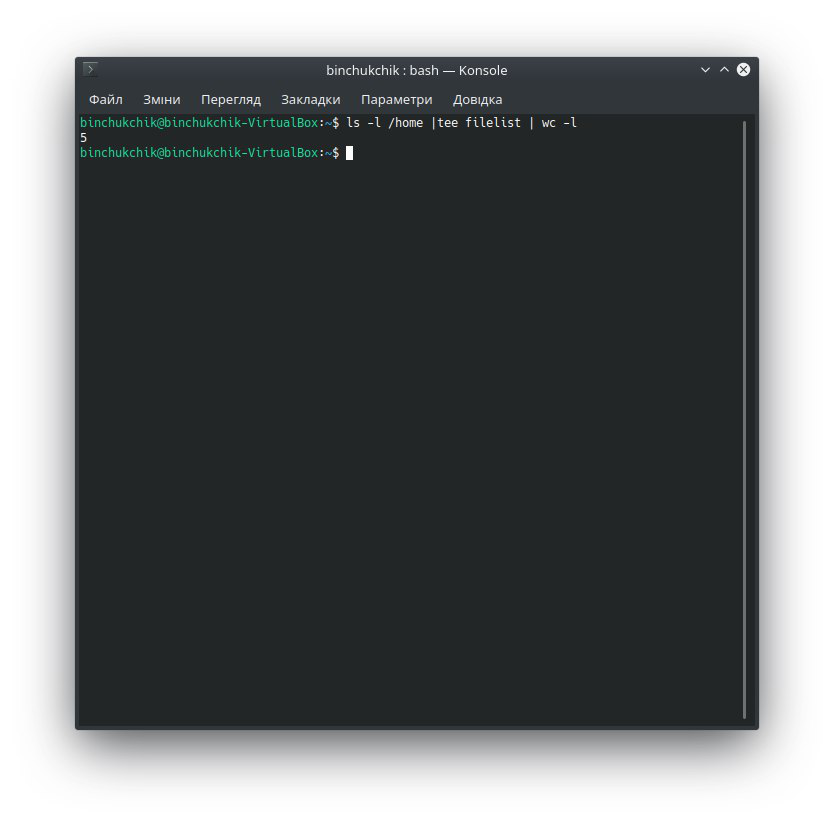 binchukchik : bash — Konsole
Файл Зміни Перегляд Закладки Параметри Довідка
binchukchik@binchukchik-VirtualBox:~$ ls -l /home |tee filelist | wc -l
5
binchukchik@binchukchik-VirtualBox:~$